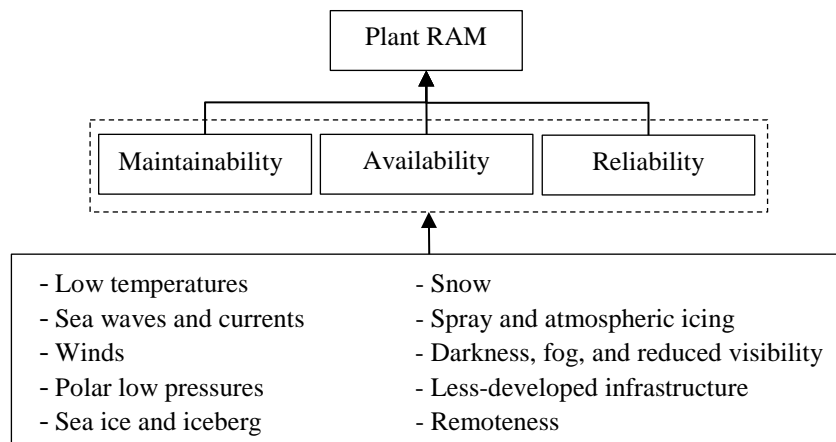 Plant RAM
Maintainability
Availability
Reliability
- Low temperatures
- Sea waves and currents
- Winds
- Polar low pressures
- Sea ice and iceberg
- Snow
- Spray and atmospheric icing
- Darkness, fog, and reduced visibility
- Less-developed infrastructure
- Remoteness